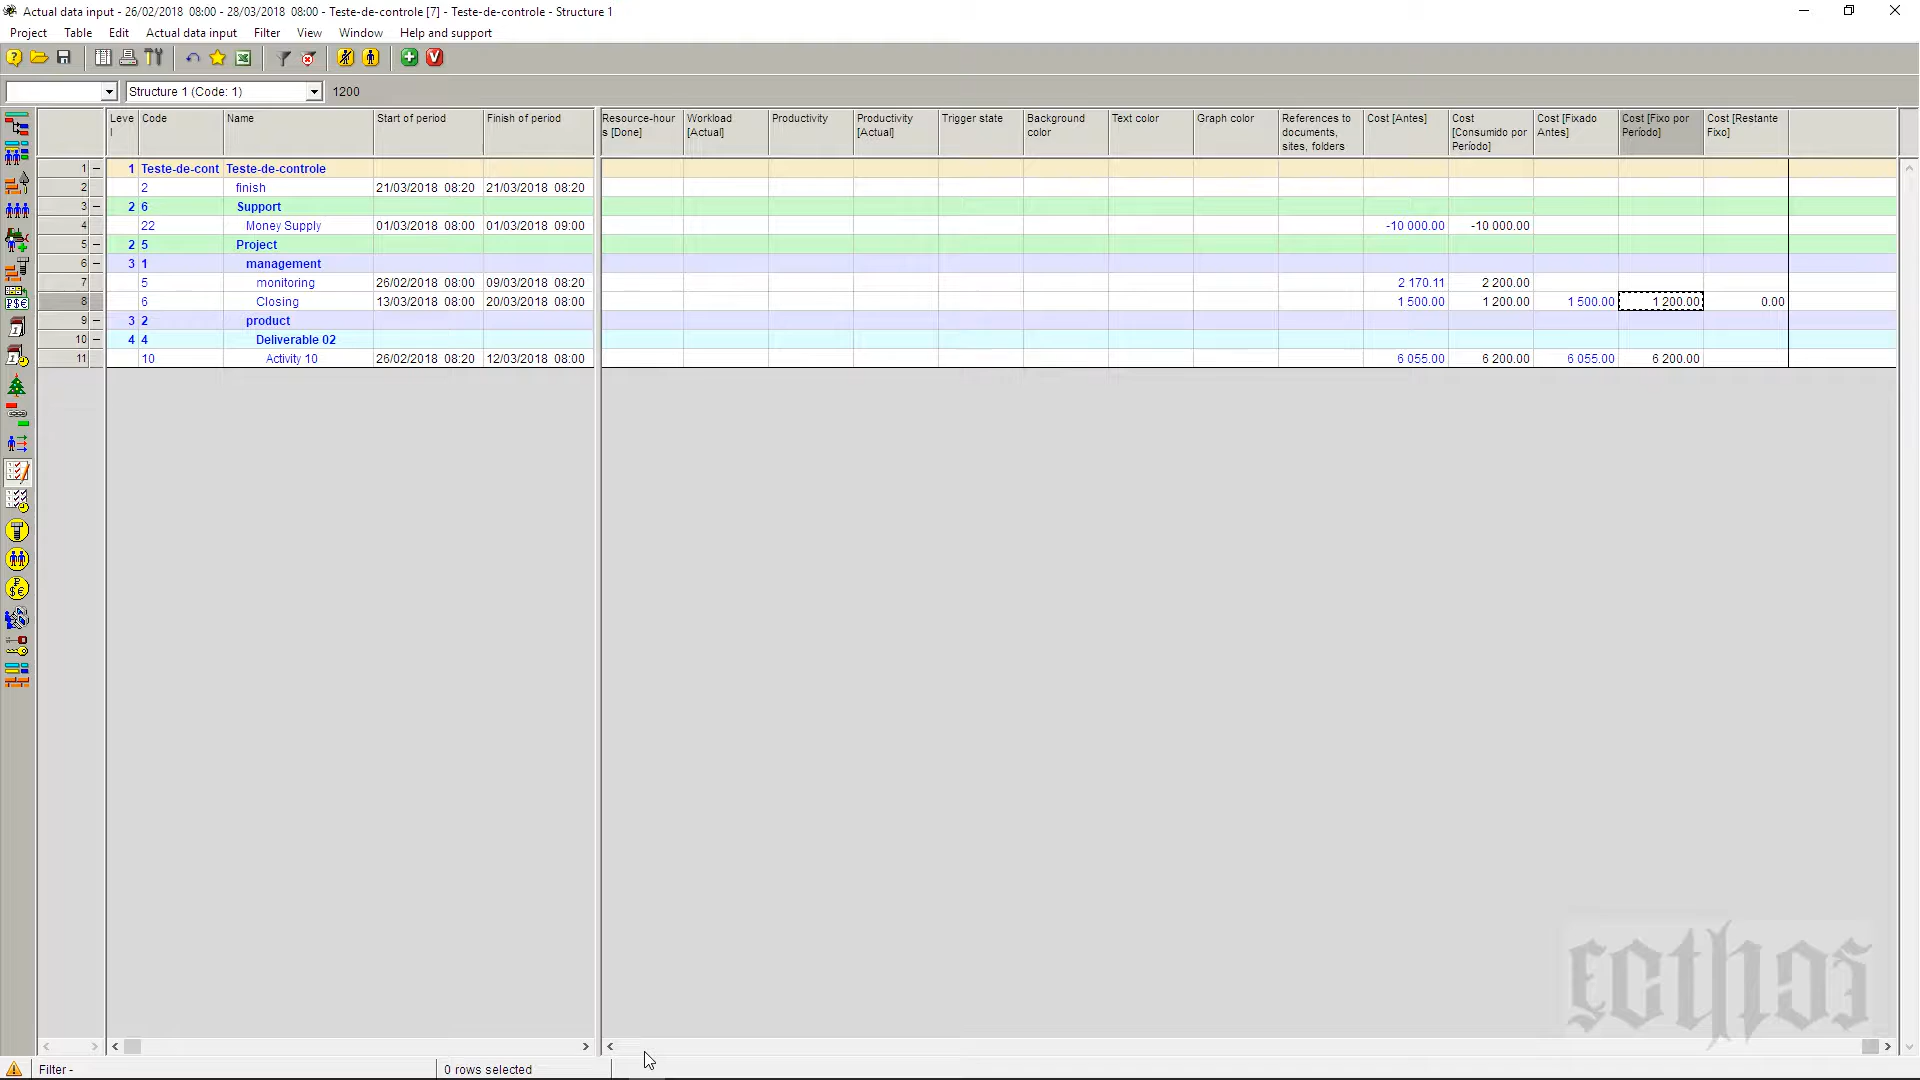 Actual data input - 26/02/2018 08:00 - 28/03/2018 08:00 - Teste-de-controle [7] - Teste-de-controle - Structure 1
Project Table Edit Actual data input Filter View Window Help and support
Structure 1 (Code: 1) 1200
Leve Code Name Start of period Finish of period Resource-hour Workload Productivity Productivity Trigger state Background Text color Graph color References to Cost [Antes] Cost Cost [Fixado Cost [Fixo por Cost [Restante
l s [Done] [Actual] [Actual] color documents, [Consumido por Antes] Período] Fixo]
sites, folders Período]
1 1 Teste-de-cont Teste-de-controle
2 2 finish 21/03/2018 08:20 21/03/2018 08:20
3 2 6 Support
4 22 Money Supply 01/03/2018 08:00 01/03/2018 09:00 -10 000.00 -10 000.00
5 2 5 Project
6 3 1 management
7 5 monitoring 26/02/2018 08:00 09/03/2018 08:20 2 170.11 2 200.00
8 6 Closing 13/03/2018 08:00 20/03/2018 08:00 1 500.00 1 200.00 1 500.00 1 200.00 0.00
9 3 2 product
10 4 4 Deliverable 02
11 10 Activity 10 26/02/2018 08:20 12/03/2018 08:00 6 055.00 6 200.00 6 055.00 6 200.00
Filter - 0 rows selected